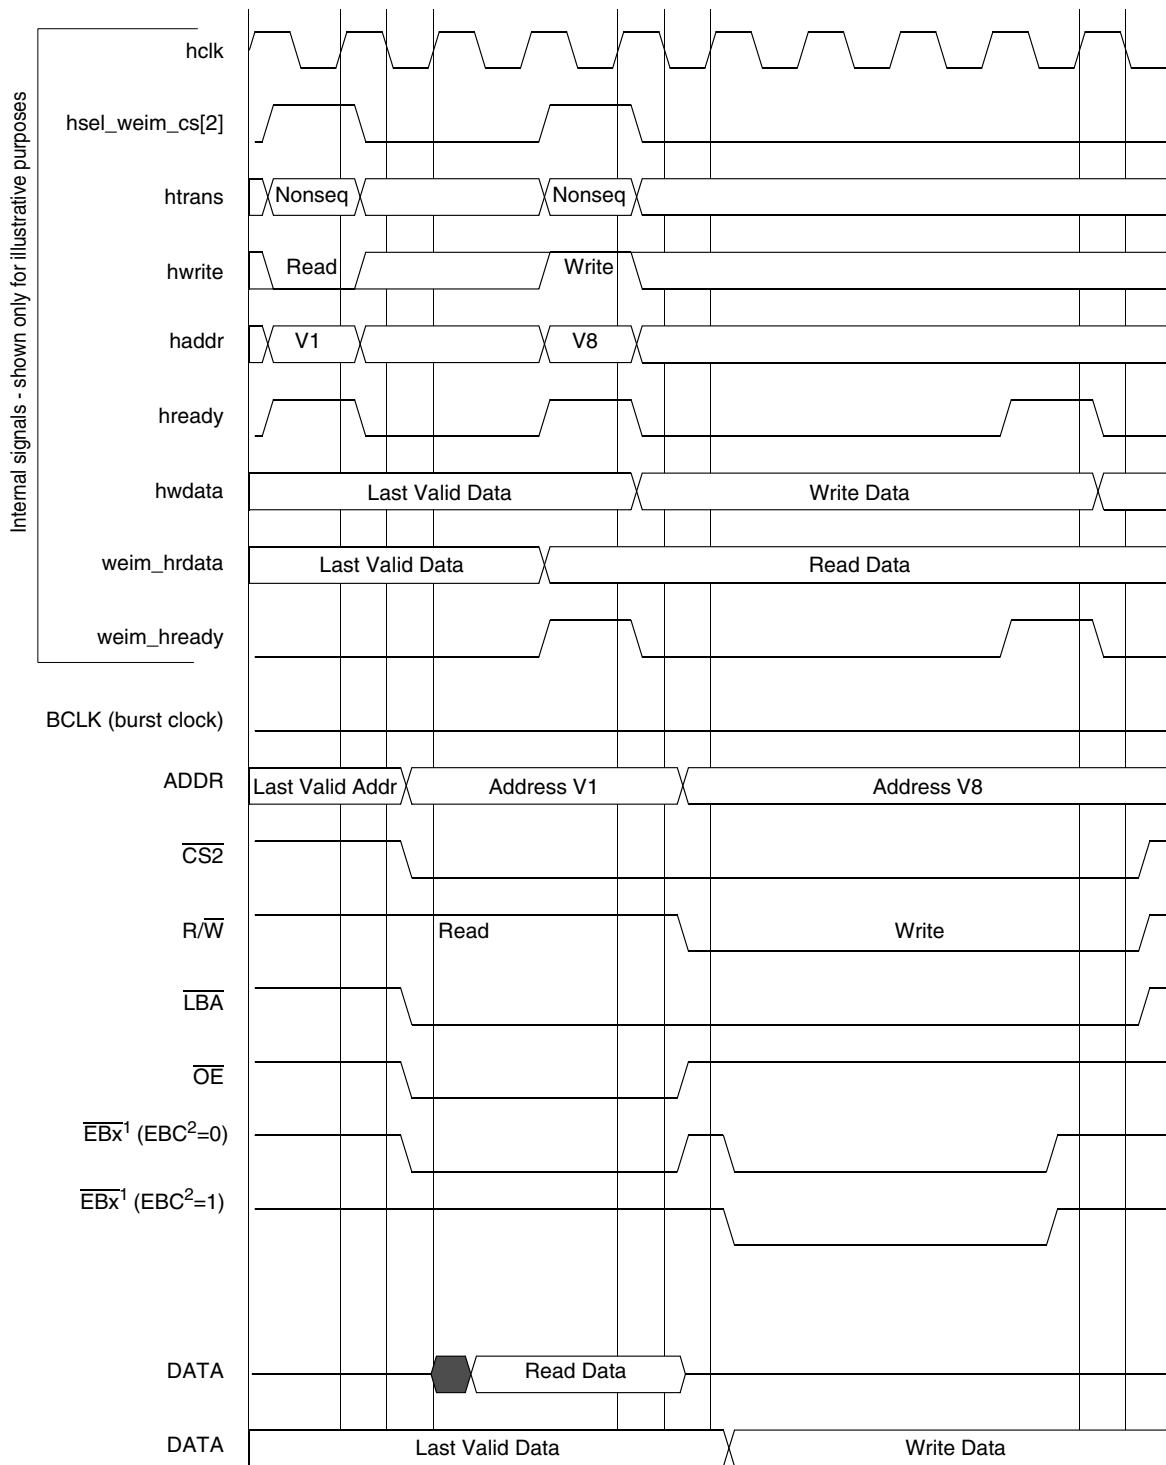 Internal signals - shown only for illustrative purposes
hclk
hsel_weim_cs[2]
htrans Nonseq Nonseq
hwrite Read Write
haddr V1 V8
hready
hwdata Last Valid Data Write Data
weim_hrdata Last Valid Data Read Data
weim_hready
BCLK (burst clock)
ADDR Last Valid Addr Address V1 Address V8
CS2
R/W Read Write
LBA
OE
EBx1 (EBC2=0)
EBx1 (EBC2=1)
DATA Read Data
DATA Last Valid Data Write Data